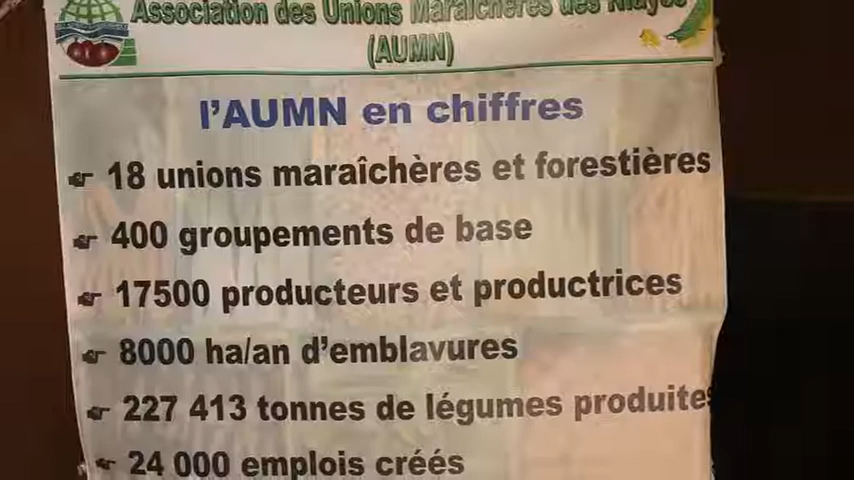 Association des Unions Maraîchères des Niayes
(AUMN)
l'AUMN en chiffres
18 unions maraîchères et forestières
400 groupements de base
17500 producteurs et productrices
8000 ha/an d'emblavures
227 413 tonnes de légumes produites
24 000 emplois créés